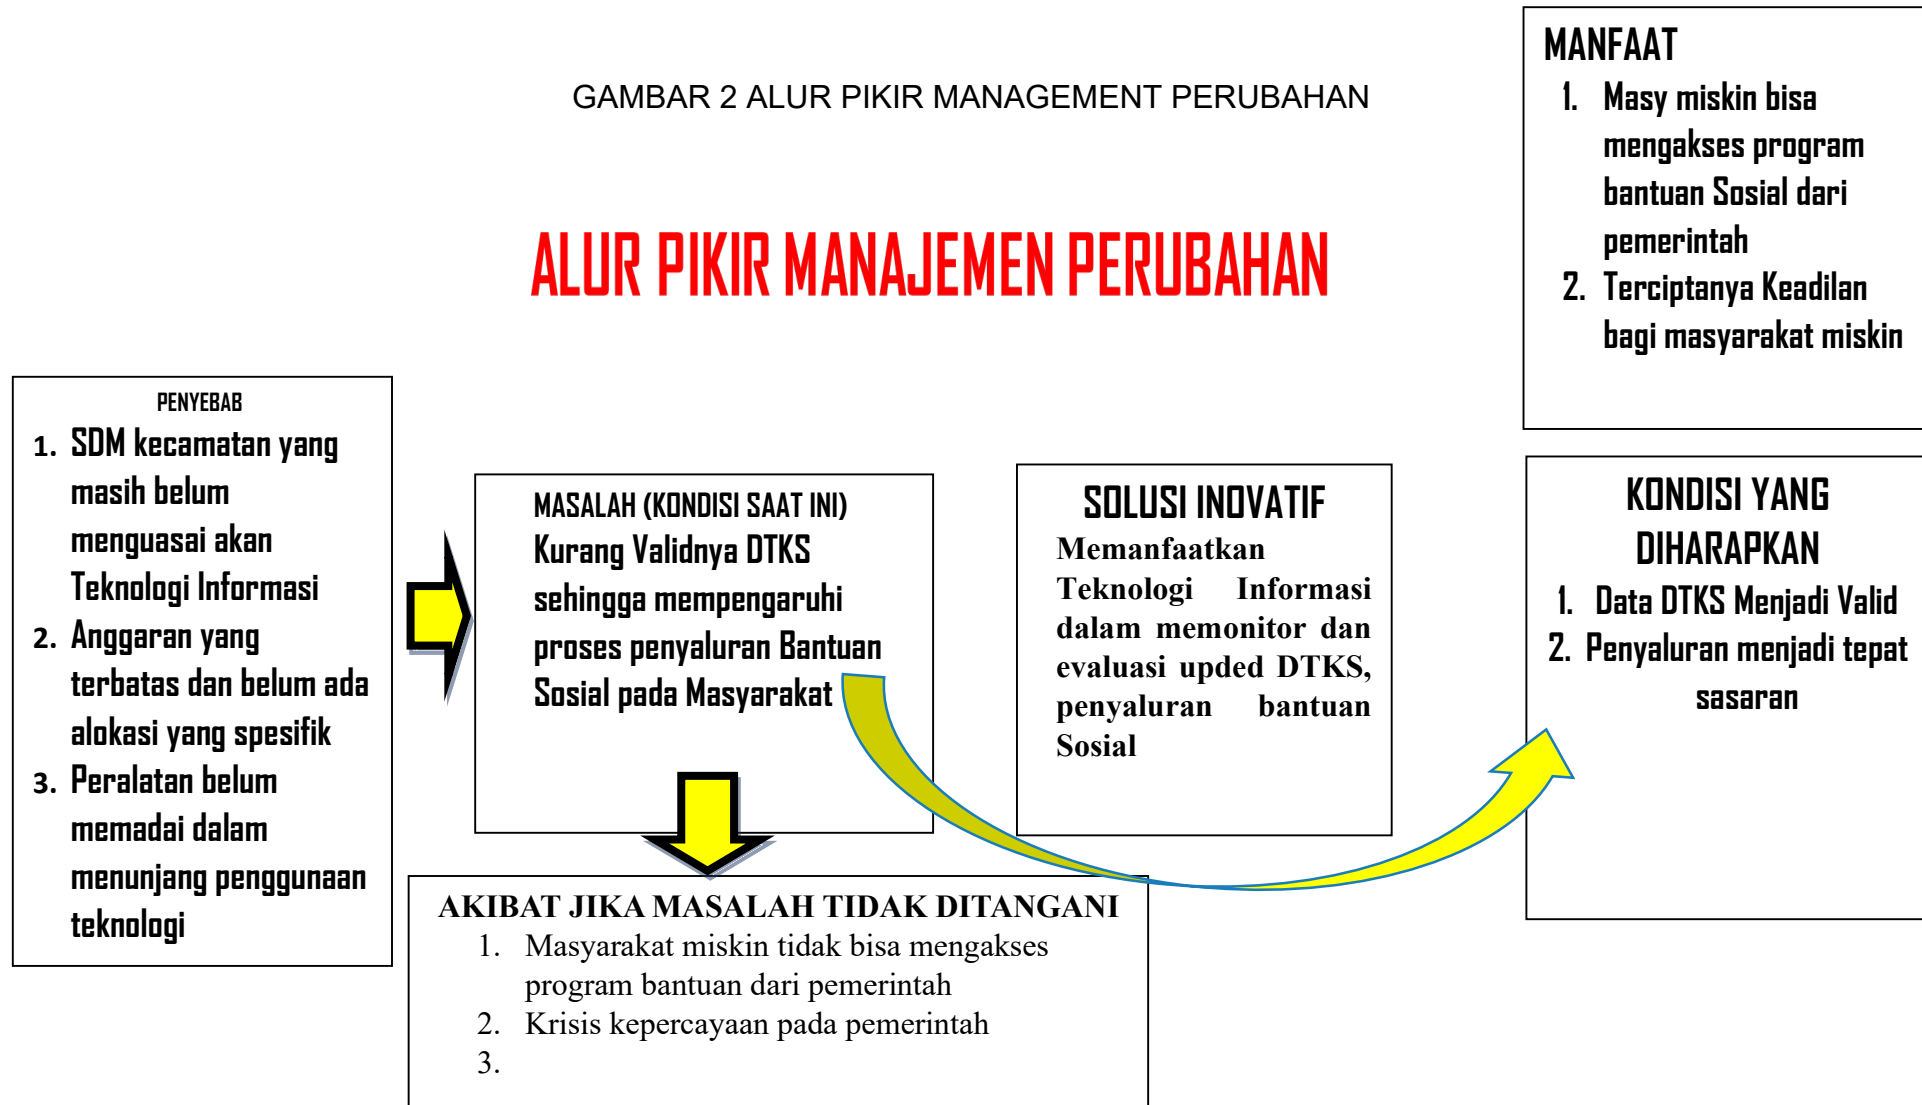 GAMBAR 2 ALUR PIKIR MANAGEMENT PERUBAHAN
ALUR PIKIR MANAJEMEN PERUBAHAN
MANFAAT
1. Masy miskin bisa
mengakses program
bantuan Sosial dari
pemerintah
2. Terciptanya Keadilan
bagi masyarakat miskin
PENYEBAB
1. SDM kecamatan yang
masih belum
menguasai akan
Teknologi Informasi
2. Anggaran yang
terbatas dan belum ada
alokasi yang spesifik
3. Peralatan belum
memadai dalam
menunjang penggunaan
teknologi
MASALAH (KONDISI SAAT INI)
Kurang Validnya DTKS
sehingga mempengaruhi
proses penyaluran Bantuan
Sosial pada Masyarakat
SOLUSI INOVATIF
Memanfaatkan
Teknologi Informasi
dalam memonitor dan
evaluasi upded DTKS,
penyaluran bantuan
Sosial
KONDISI YANG
DIHARAPKAN
1. Data DTKS Menjadi Valid
2. Penyaluran menjadi tepat
sasaran
AKIBAT JIKA MASALAH TIDAK DITANGANI
1. Masyarakat miskin tidak bisa mengakses
program bantuan dari pemerintah
2. Krisis kepercayaan pada pemerintah
3.